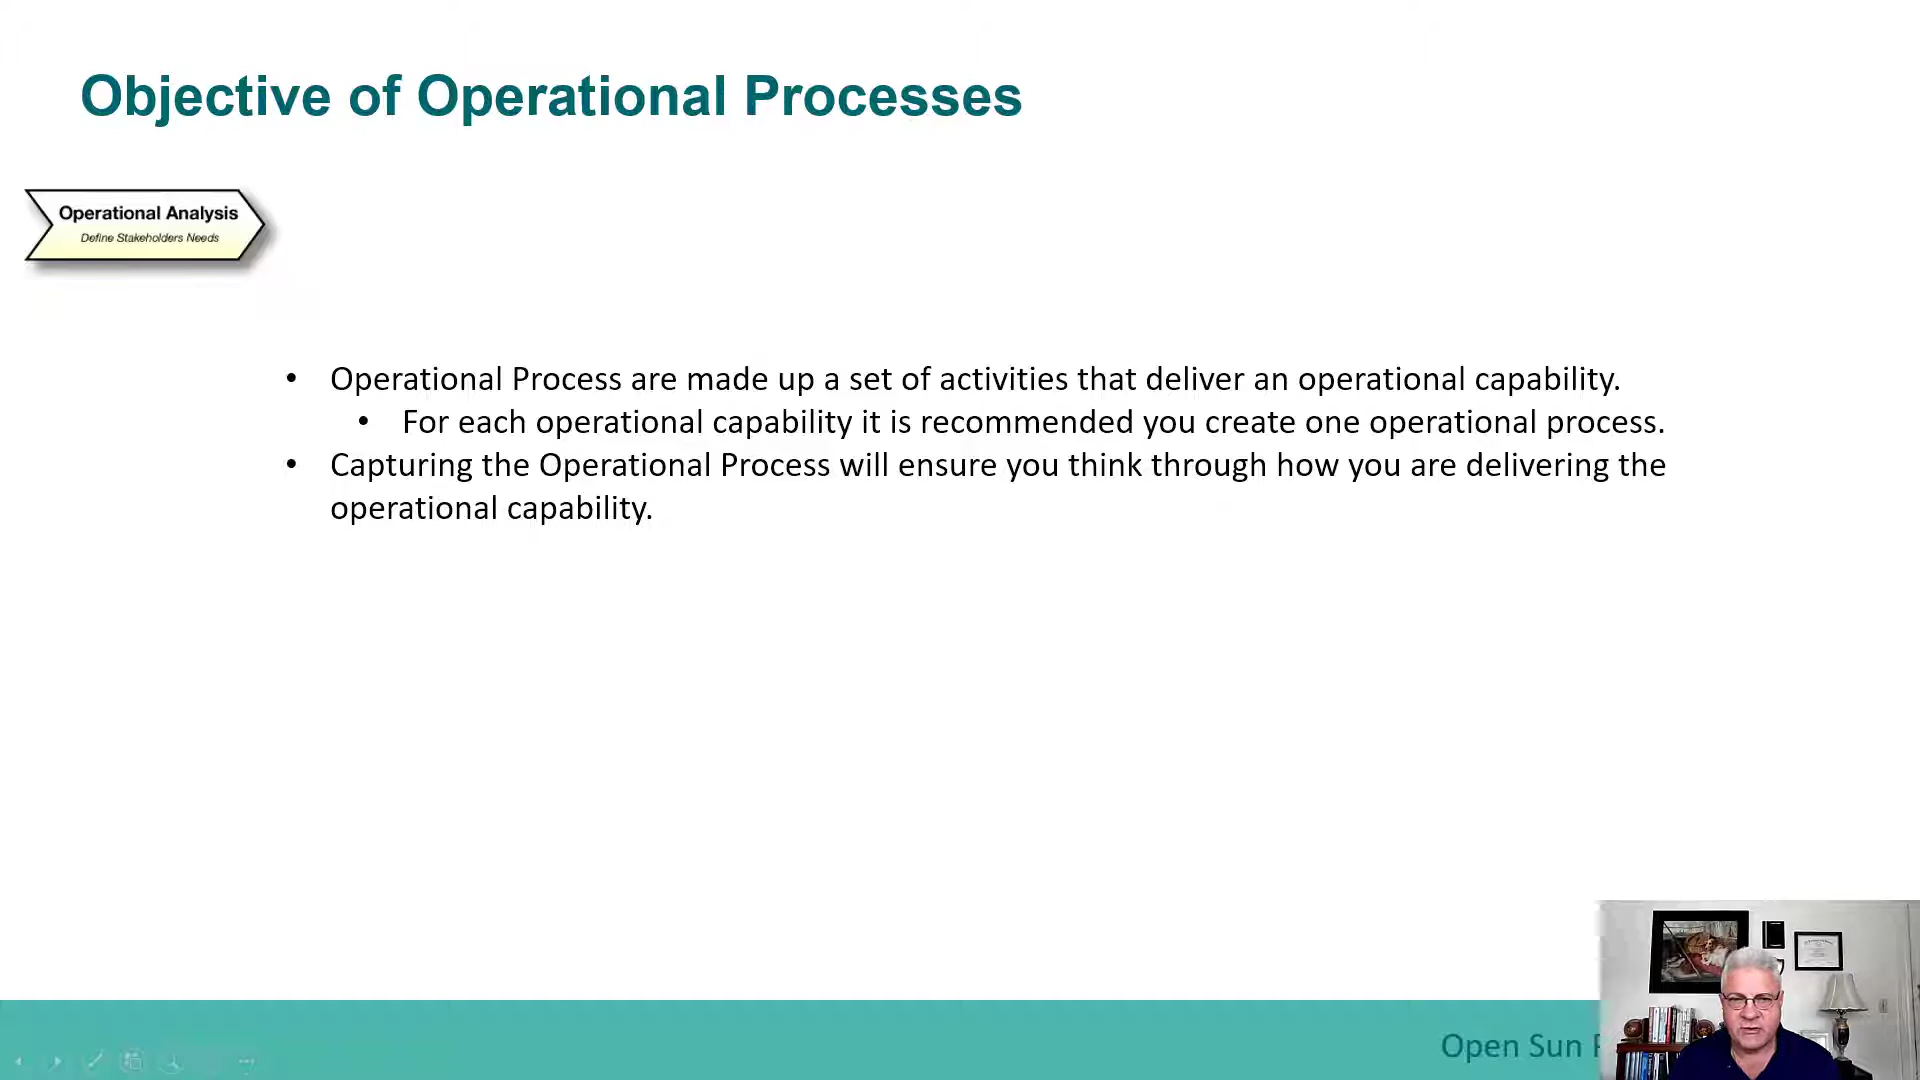 Objective of Operational Processes
Operational Analysis
Define Stakeholders Needs
• Operational Process are made up a set of activities that deliver an operational capability.
• For each operational capability it is recommended you create one operational process.
• Capturing the Operational Process will ensure you think through how you are delivering the
operational capability.
Open Sun